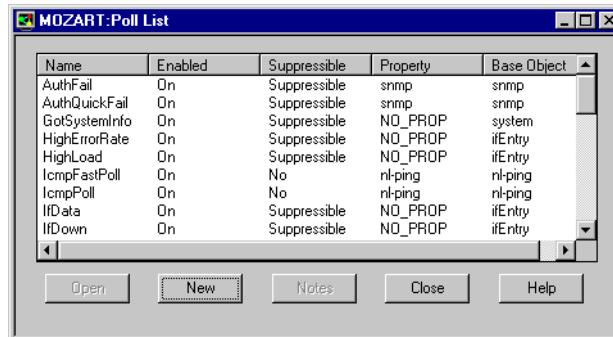 MOZART:Poll List
Name Enabled Suppressible Property Base Object
AuthFail On Suppressible snmp snmp
AuthQuickFail On Suppressible snmp snmp
GotSystemInfo On Suppressible NO_PROP system
HighErrorRate On Suppressible NO_PROP ifEntry
HighLoad On Suppressible NO_PROP ifEntry
IcmpFastPoll On No nl-ping nl-ping
IcmpPoll On No nl-ping nl-ping
IfData On Suppressible NO_PROP ifEntry
IfDown On Suppressible NO_PROP ifEntry
Open New Notes Close Help